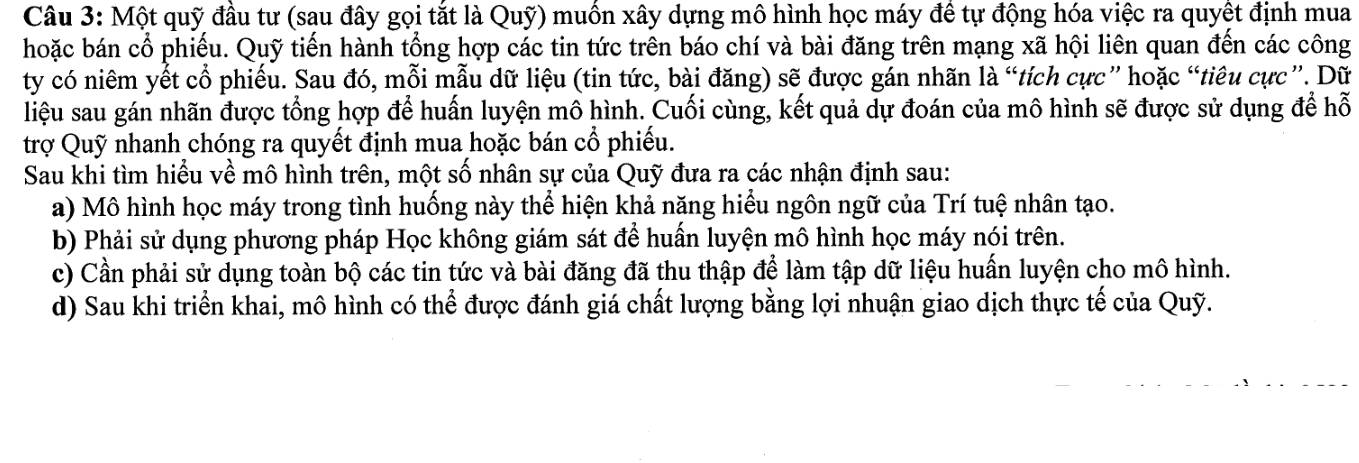 Câu 3: Một quỹ đầu tư (sau đây gọi tắt là Quỹ) muốn xây dựng mô hình học máy để tự động hóa việc ra quyết định mua
hoặc bán cổ phiếu. Quỹ tiến hành tổng hợp các tin tức trên báo chí và bài đăng trên mạng xã hội liên quan đến các công
ty có niêm yết cổ phiếu. Sau đó, mỗi mẫu dữ liệu (tin tức, bài đăng) sẽ được gán nhãn là “tích cực” hoặc “tiêu cực”. Dữ
liệu sau gán nhãn được tổng hợp để huấn luyện mô hình. Cuối cùng, kết quả dự đoán của mô hình sẽ được sử dụng để hỗ
trợ Quỹ nhanh chóng ra quyết định mua hoặc bán cổ phiếu.
Sau khi tìm hiểu về mô hình trên, một số nhân sự của Quỹ đưa ra các nhận định sau:
a) Mô hình học máy trong tình huống này thể hiện khả năng hiểu ngôn ngữ của Trí tuệ nhân tạo.
b) Phải sử dụng phương pháp Học không giám sát để huấn luyện mô hình học máy nói trên.
c) Cần phải sử dụng toàn bộ các tin tức và bài đăng đã thu thập để làm tập dữ liệu huấn luyện cho mô hình.
d) Sau khi triển khai, mô hình có thể được đánh giá chất lượng bằng lợi nhuận giao dịch thực tế của Quỹ.